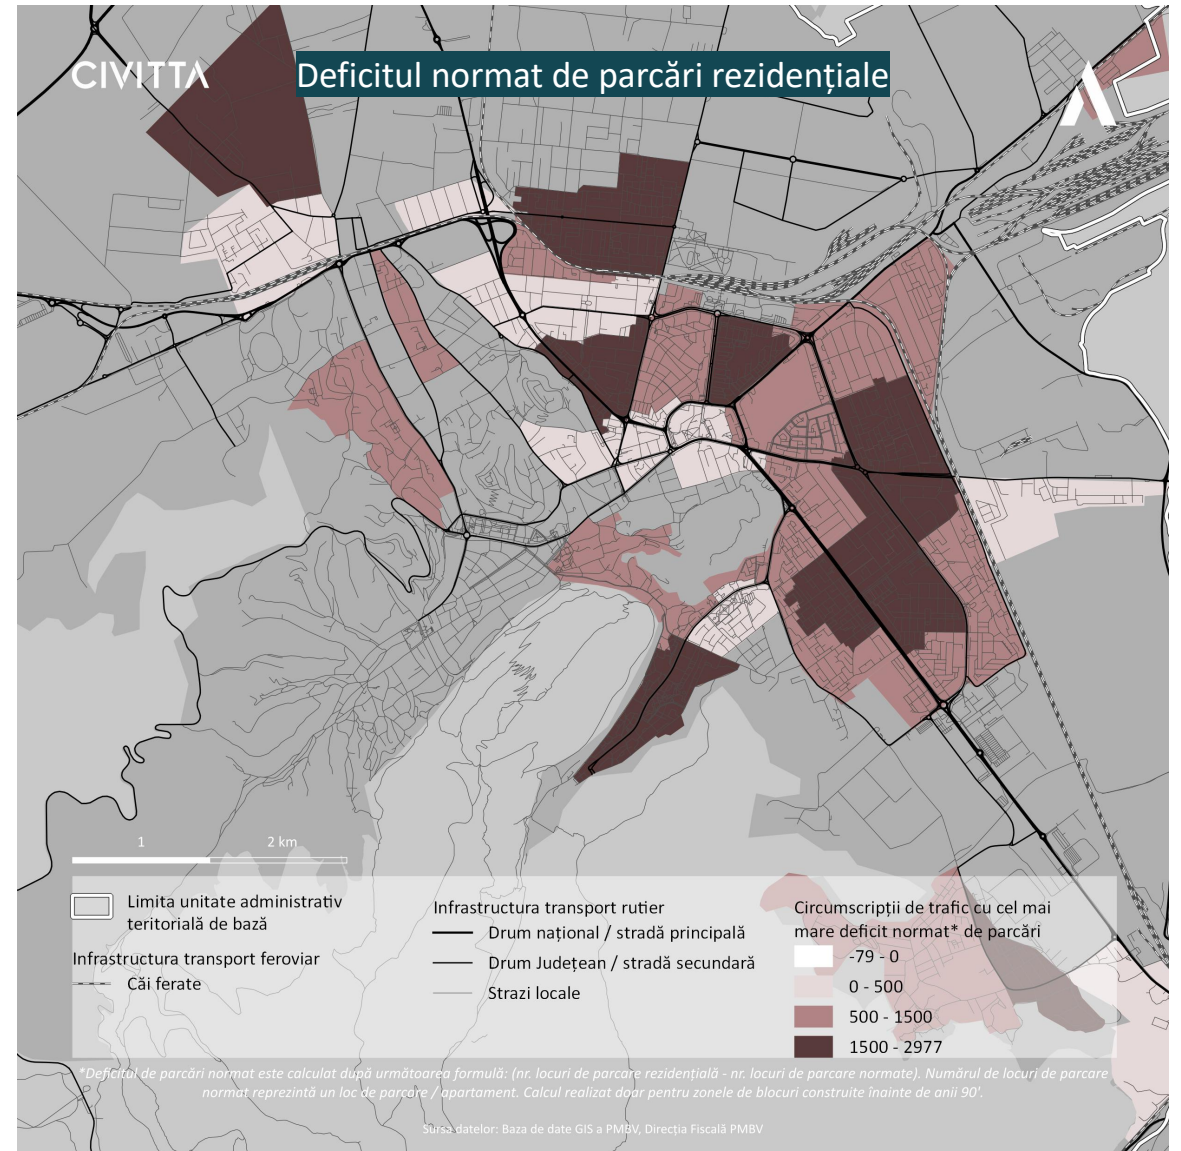 CIVITTA
Deficitul normat de parcări rezidențiale
1
2 km
Limita unitate administrativ
teritorială de bază
Infrastructura transport feroviar
Căi ferate
Infrastructura transport rutier
Drum național / stradă principală
Drum Județean / stradă secundară
Strazi locale
Circumscripții de trafic cu cel mai
mare deficit normat* de parcări
-79 - 0
0 - 500
500 - 1500
1500 - 2977
*Deficitul de parcări normat este calculat după următoarea formulă: (nr. locuri de parcare rezidențială - nr. locuri de parcare normate). Numărul de locuri de parcare
normat reprezintă un loc de parcare / apartament. Calcul realizat doar pentru zonele de blocuri construite înainte de anii 90'.
Sursa datelor: Baza de date GIS a PMBV, Direcția Fiscală PMBV